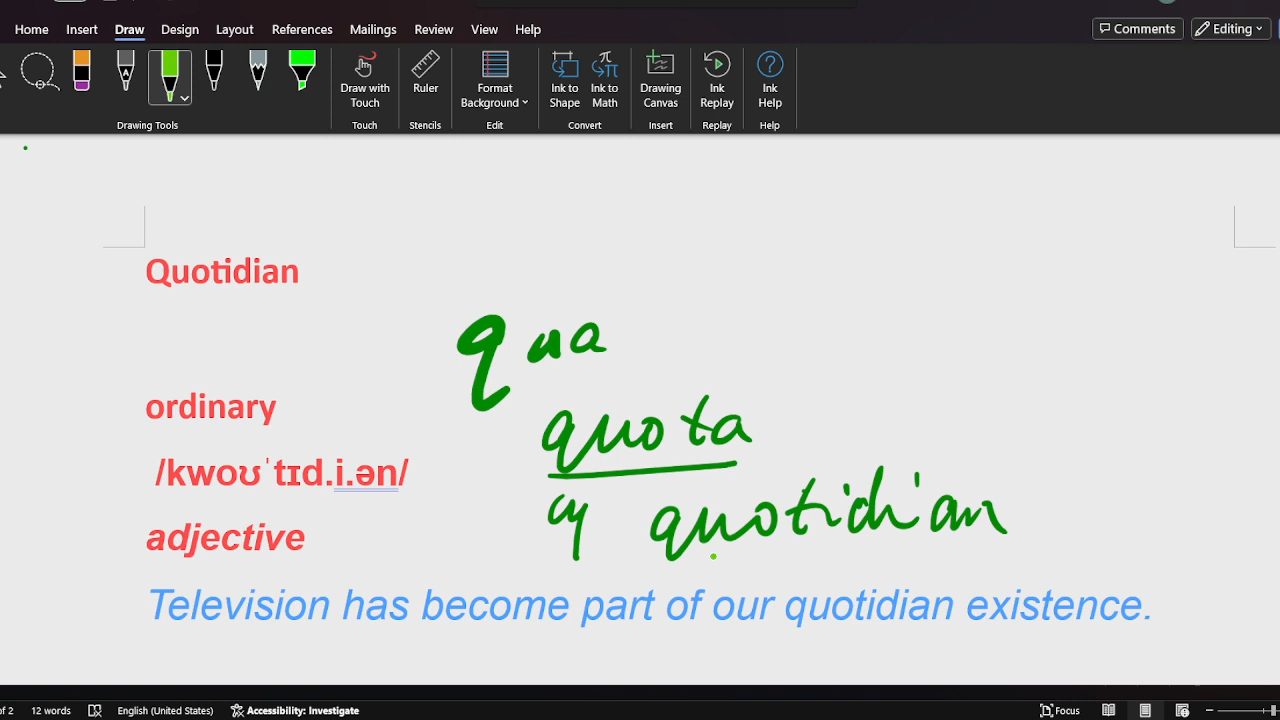 Home Insert Draw Design Layout References Mailings Review View Help Comments Editing
Draw with Touch Ruler Format Background Ink to Shape Ink to Math Drawing Canvas Ink Replay Ink Help
Drawing Tools Touch Stencils Edit Convert Insert Replay Help
Quotidian
qua
ordinary
quota
/kwoʊˈtɪd.i.ən/
quotidian
adjective
Television has become part of our quotidian existence.
of 2 12 words English (United States) Accessibility: Investigate Focus